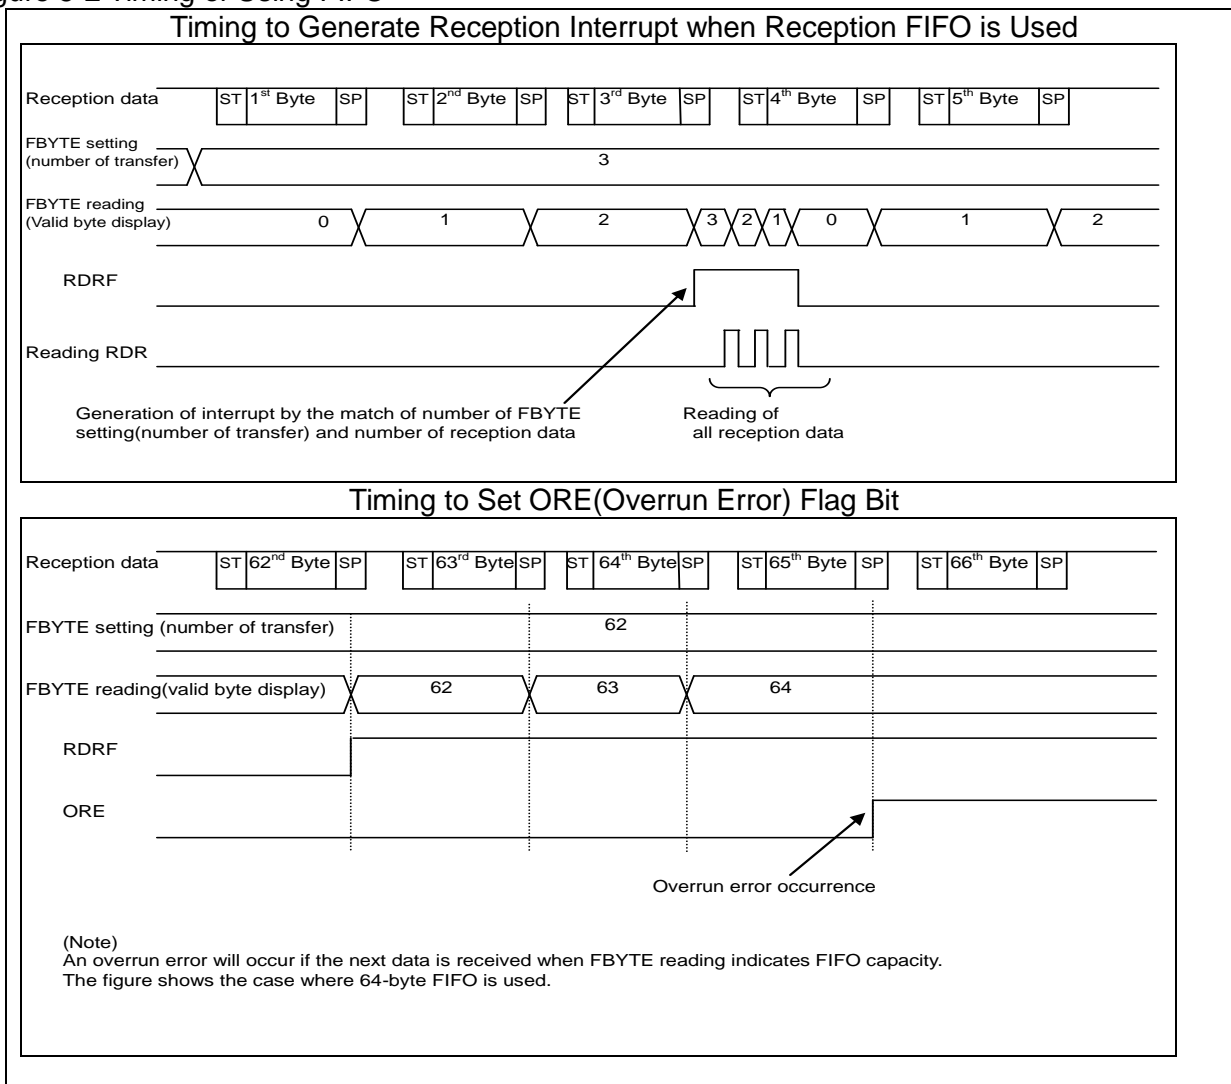 Timing to Generate Reception Interrupt when Reception FIFO is Used
Reception data ST 1st Byte SP ST 2nd Byte SP ST 3rd Byte SP ST 4th Byte SP ST 5th Byte SP
FBYTE setting
(number of transfer) 3
FBYTE reading
(Valid byte display) 0 1 2 3 2 1 0 1 2
RDRF
Reading RDR
Generation of interrupt by the match of number of FBYTE
setting(number of transfer) and number of reception data
Reading of
all reception data
Timing to Set ORE(Overrun Error) Flag Bit
Reception data ST 62nd Byte SP ST 63rd Byte SP ST 64th Byte SP ST 65th Byte SP ST 66th Byte SP
FBYTE setting (number of transfer) 62
FBYTE reading(valid byte display) 62 63 64
RDRF
ORE
Overrun error occurrence
(Note)
An overrun error will occur if the next data is received when FBYTE reading indicates FIFO capacity.
The figure shows the case where 64-byte FIFO is used.